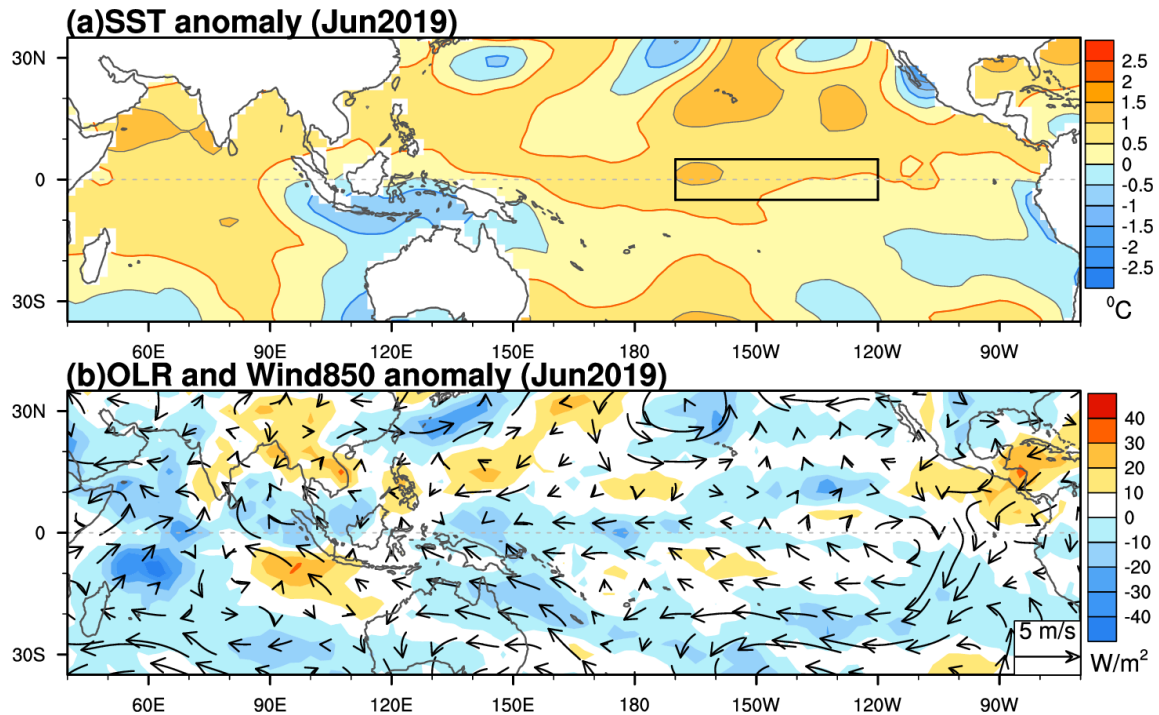 (a)SST anomaly (Jun2019)
30N
0
30S
60E 90E 120E 150E 180 150W 120W 90W
2.5
2
1.5
1
0.5
0
-0.5
-1
-1.5
-2
-2.5
⁰C
(b)OLR and Wind850 anomaly (Jun2019)
30N
0
30S
60E 90E 120E 150E 180 150W 120W 90W
5 m/s
40
30
20
10
0
-10
-20
-30
-40
W/m²